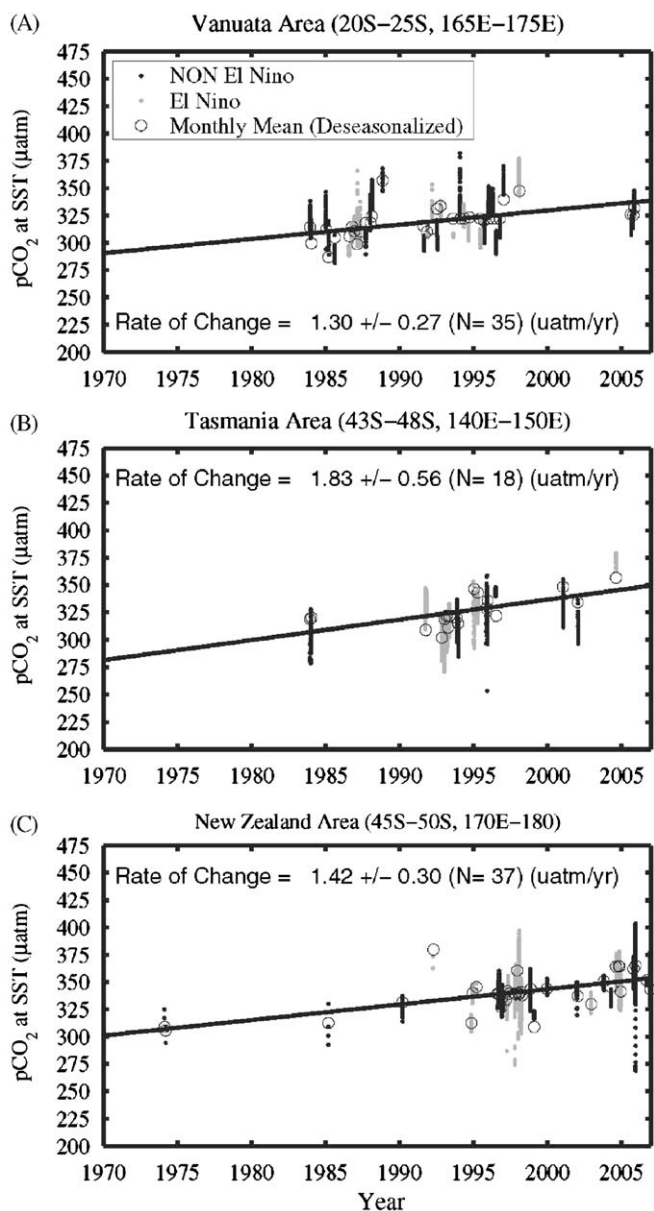 (A) Vanuata Area (20S−25S, 165E−175E)
475
450
425
400
375
350
325
300
275
250
225
200
pCO2 at SST (μatm)
NON El Nino
El Nino
Monthly Mean (Deseasonalized)
Rate of Change = 1.30 +/− 0.27 (N= 35) (uatm/yr)
1970 1975 1980 1985 1990 1995 2000 2005
(B) Tasmania Area (43S−48S, 140E−150E)
475
450
425
400
375
350
325
300
275
250
225
200
pCO2 at SST (μatm)
Rate of Change = 1.83 +/− 0.56 (N= 18) (uatm/yr)
1970 1975 1980 1985 1990 1995 2000 2005
(C) New Zealand Area (45S−50S, 170E−180)
475
450
425
400
375
350
325
300
275
250
225
200
pCO2 at SST (μatm)
Rate of Change = 1.42 +/− 0.30 (N= 37) (uatm/yr)
1970 1975 1980 1985 1990 1995 2000 2005
Year